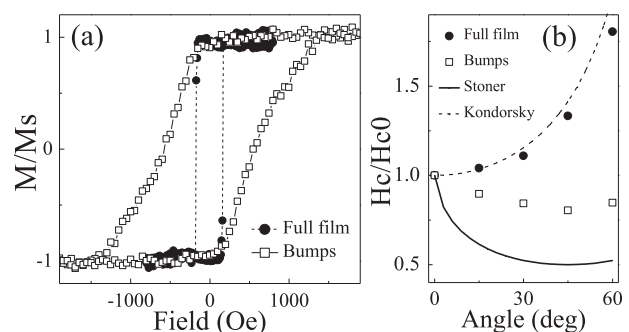 (a)
M/Ms
1
0
-1
Full film
Bumps
-1000 0 1000
Field (Oe)
(b)
Full film
Bumps
Stoner
Kondorsky
Hc/Hc0
1.5
1.0
0.5
0 30 60
Angle (deg)